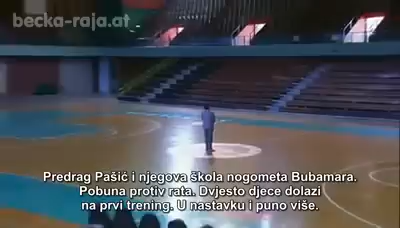 becka-raja.at
Predrag Pašić i njegova škola nogometa Bubamara.
Pobuna protiv rata. Dvjesto djece dolazi
na prvi trening. U nastavku i puno više.